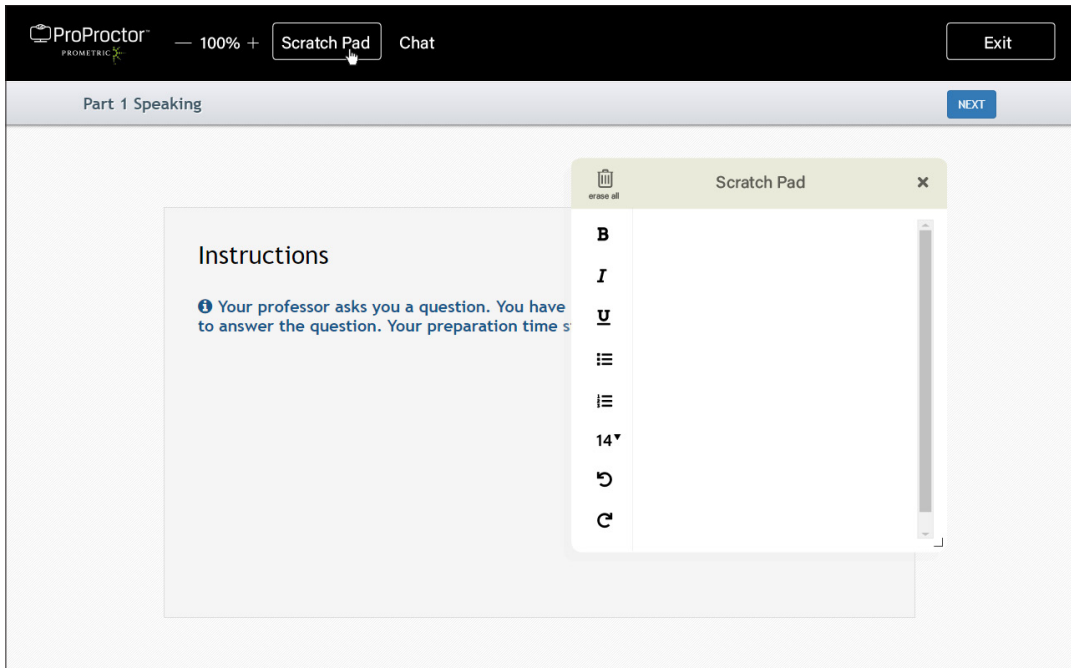 ProProctor™
PROMETRIC
— 100% +
Scratch Pad
Chat
Exit
Part 1 Speaking
NEXT
erase all
Scratch Pad
×
B
I
U
14▼
Instructions
Your professor asks you a question. You have
to answer the question. Your preparation time